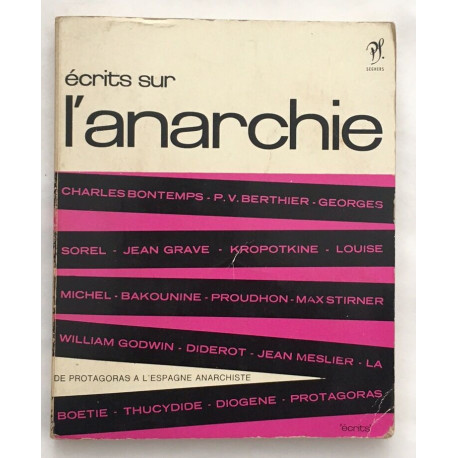 Ps.
SEGHERS
écrits sur
l'anarchie
CHARLES BONTEMPS - P.V. BERTHIER - GEORGES
SOREL - JEAN GRAVE - KROPOTKINE - LOUISE
MICHEL - BAKOUNINE - PROUDHON - MAX STIRNER
WILLIAM GODWIN - DIDEROT - JEAN MESLIER - LA
DE PROTAGORAS A L'ESPAGNE ANARCHISTE
BOETIE - THUCYDIDE - DIOGENE - PROTAGORAS
"écrits"